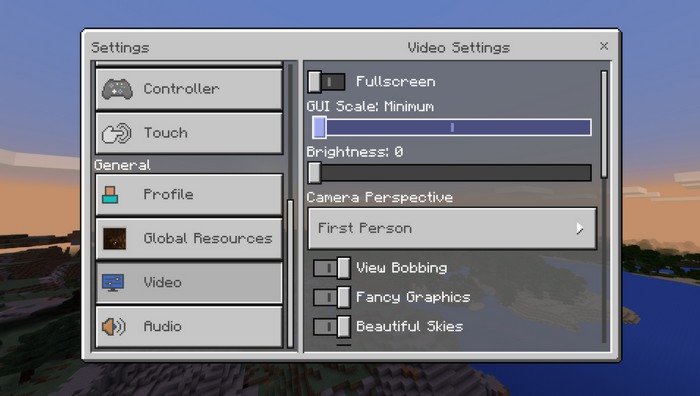 Settings
Video Settings
Controller
Touch
General
Profile
Global Resources
Video
Audio
Fullscreen
GUI Scale: Minimum
Brightness: 0
Camera Perspective
First Person
View Bobbing
Fancy Graphics
Beautiful Skies